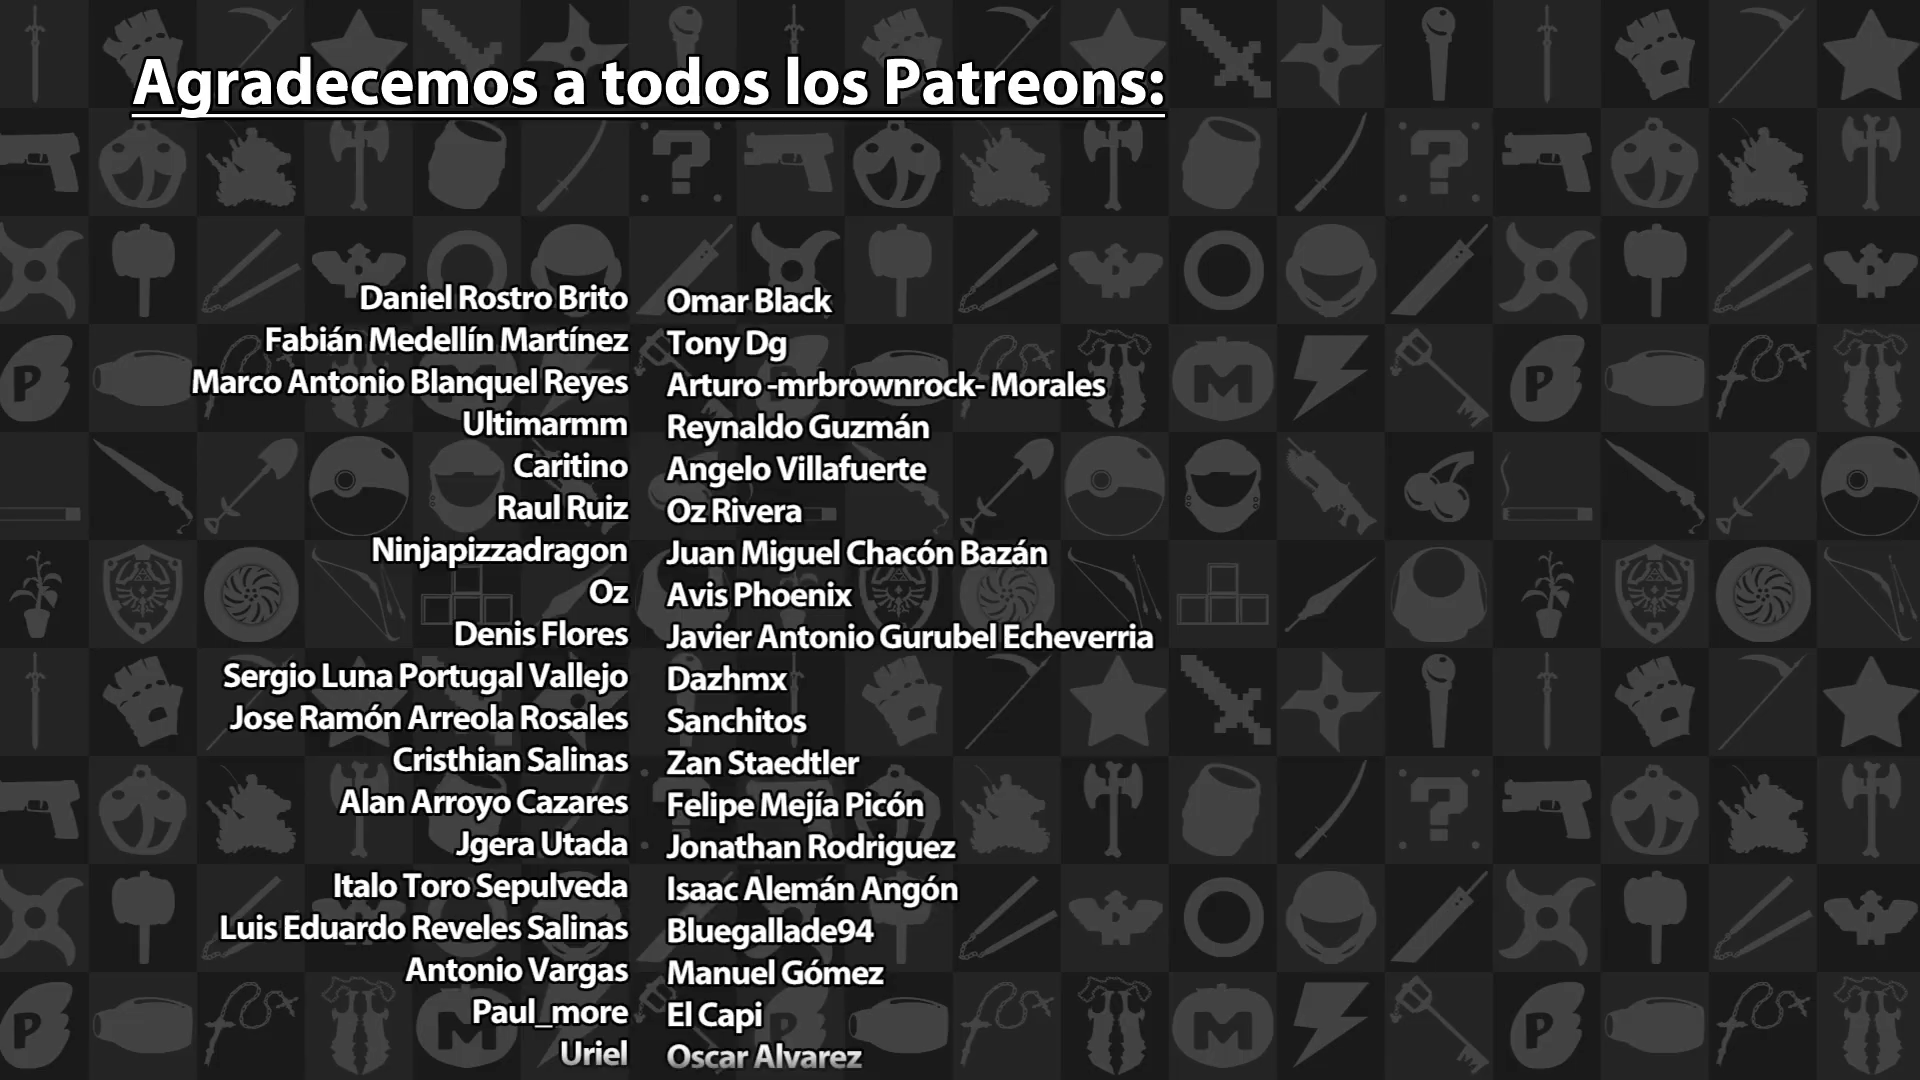 Agradecemos a todos los Patreons:
Daniel Rostro Brito
Fabián Medellín Martínez
Marco Antonio Blanquel Reyes
Ultimarmm
Caritino
Raul Ruiz
Ninjapizzadragon
Oz
Denis Flores
Sergio Luna Portugal Vallejo
Jose Ramón Arreola Rosales
Cristhian Salinas
Alan Arroyo Cazares
Jgera Utada
Italo Toro Sepulveda
Luis Eduardo Reveles Salinas
Antonio Vargas
Paul_more
Uriel
Omar Black
Tony Dg
Arturo -mrbrownrock- Morales
Reynaldo Guzmán
Angelo Villafuerte
Oz Rivera
Juan Miguel Chacón Bazán
Avis Phoenix
Javier Antonio Gurubel Echeverria
Dazhmx
Sanchitos
Zan Staedtler
Felipe Mejía Picón
Jonathan Rodriguez
Isaac Alemán Angón
Bluegallade94
Manuel Gómez
El Capi
Oscar Alvarez